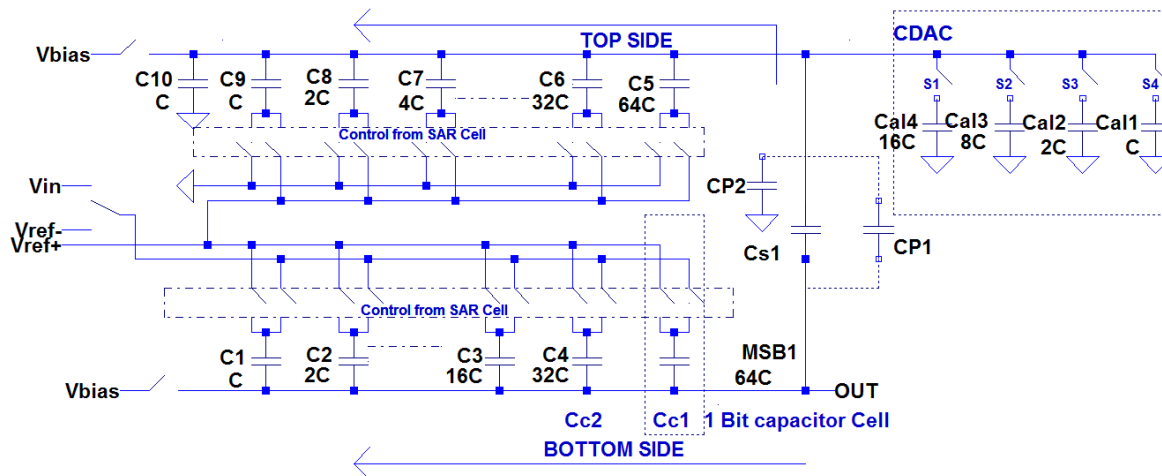 TOP SIDE
CDAC
Vbias
C10
C
C9
C
C8
2C
C7
4C
C6
32C
C5
64C
S1
S2
S3
S4
Cal4
16C
Cal3
8C
Cal2
2C
Cal1
C
Control from SAR Cell
Vin
CP2
Vref-
Vref+
Cs1
CP1
Control from SAR Cell
C1
C
C2
2C
C3
16C
C4
32C
MSB1
64C
Vbias
OUT
Cc2
Cc1
1 Bit capacitor Cell
BOTTOM SIDE